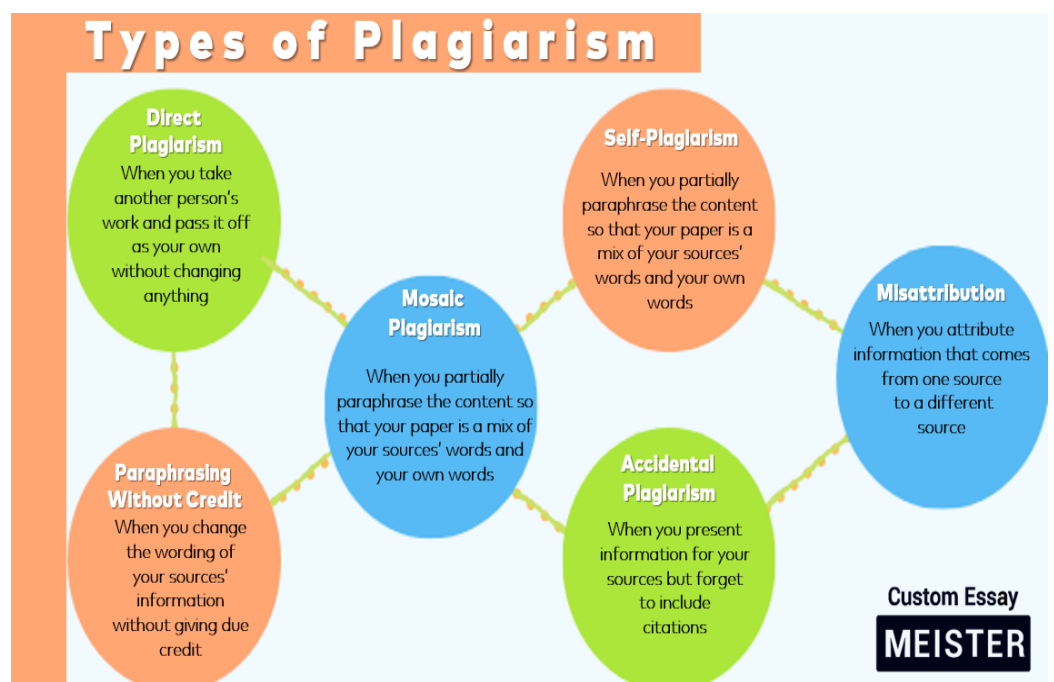 Types of Plagiarism
Direct
Plagiarism
When you take
another person's
work and pass it off
as your own
without changing
anything
Mosaic
Plagiarism
When you partially
paraphrase the content so
that your paper is a mix of
your sources' words and
your own words
Self-Plagiarism
When you partially
paraphrase the content
so that your paper is a
mix of your sources'
words and your own
words
Misattribution
When you attribute
information that comes
from one source
to a different
source
Paraphrasing
Without Credit
When you change
the wording of
your sources'
information
without giving due
credit
Accidental
Plagiarism
When you present
information for your
sources but forget
to include
citations
Custom Essay
MEISTER